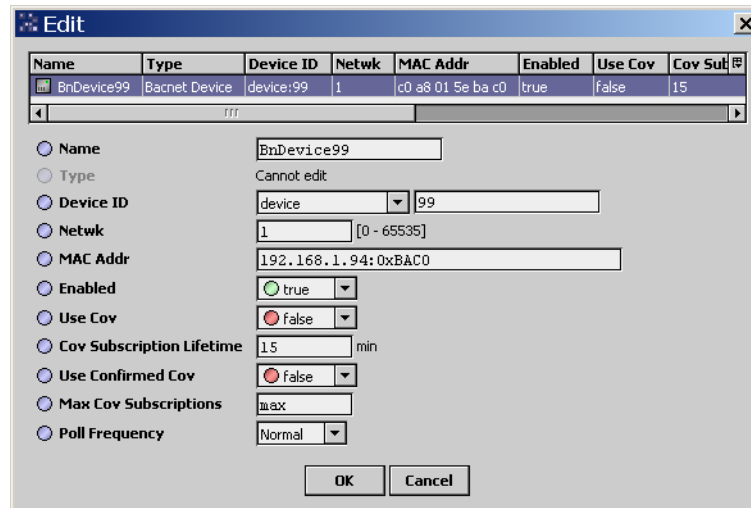 Edit
Name Type Device ID Netwk MAC Addr Enabled Use Cov Cov Sub
BnDevice99 Bacnet Device device:99 1 c0 a8 01 5e ba c0 true false 15
Name BnDevice99
Type Cannot edit
Device ID device 99
Netwk 1 [0 - 65535]
MAC Addr 192.168.1.94:0xBAC0
Enabled true
Use Cov false
Cov Subscription Lifetime 15 min
Use Confirmed Cov false
Max Cov Subscriptions max
Poll Frequency Normal
OK Cancel